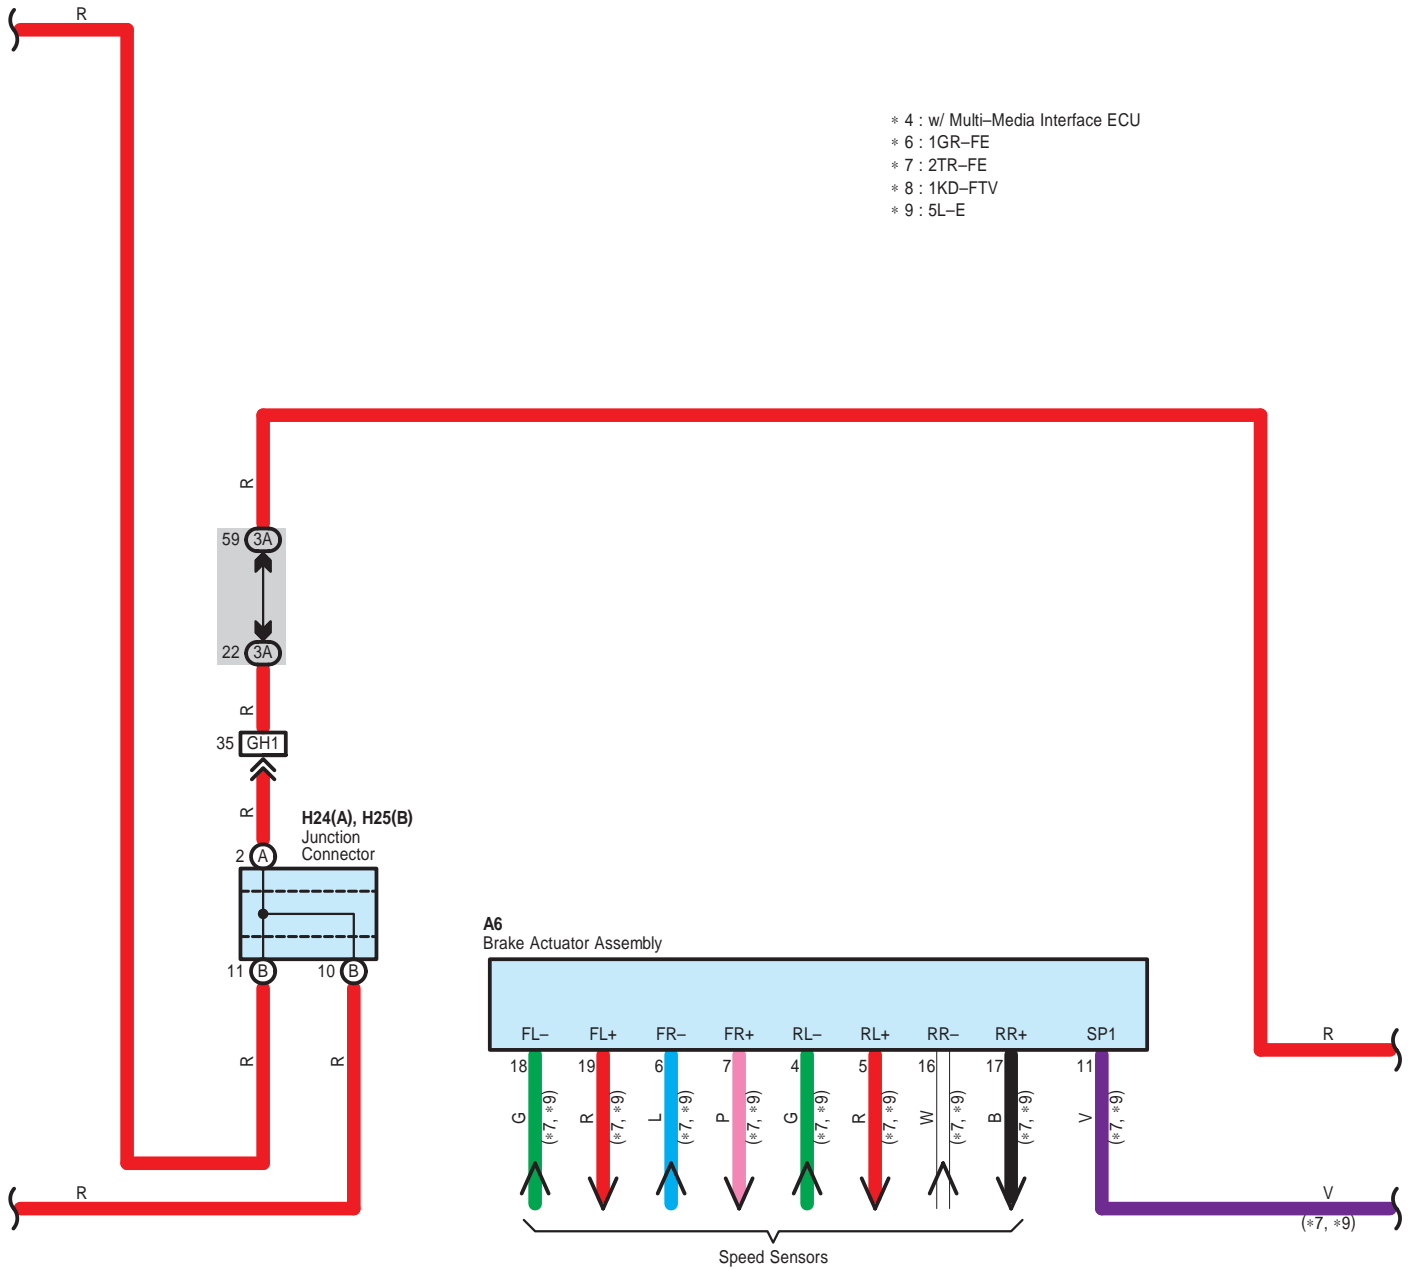 R
* 4 : w/ Multi–Media Interface ECU
* 6 : 1GR–FE
* 7 : 2TR–FE
* 8 : 1KD–FTV
* 9 : 5L–E
R
59 3A
22 3A
R
35 GH1
R
H24(A), H25(B)
Junction
Connector
2 A
11 B 10 B
R R
R
A6
Brake Actuator Assembly
FL– FL+ FR– FR+ RL– RL+ RR– RR+ SP1
18 19 6 7 4 5 16 17 11
G R L P G R W B V
(*7, *9) (*7, *9) (*7, *9) (*7, *9) (*7, *9) (*7, *9) (*7, *9) (*7, *9) (*7, *9)
Speed Sensors
R
V
(*7, *9)